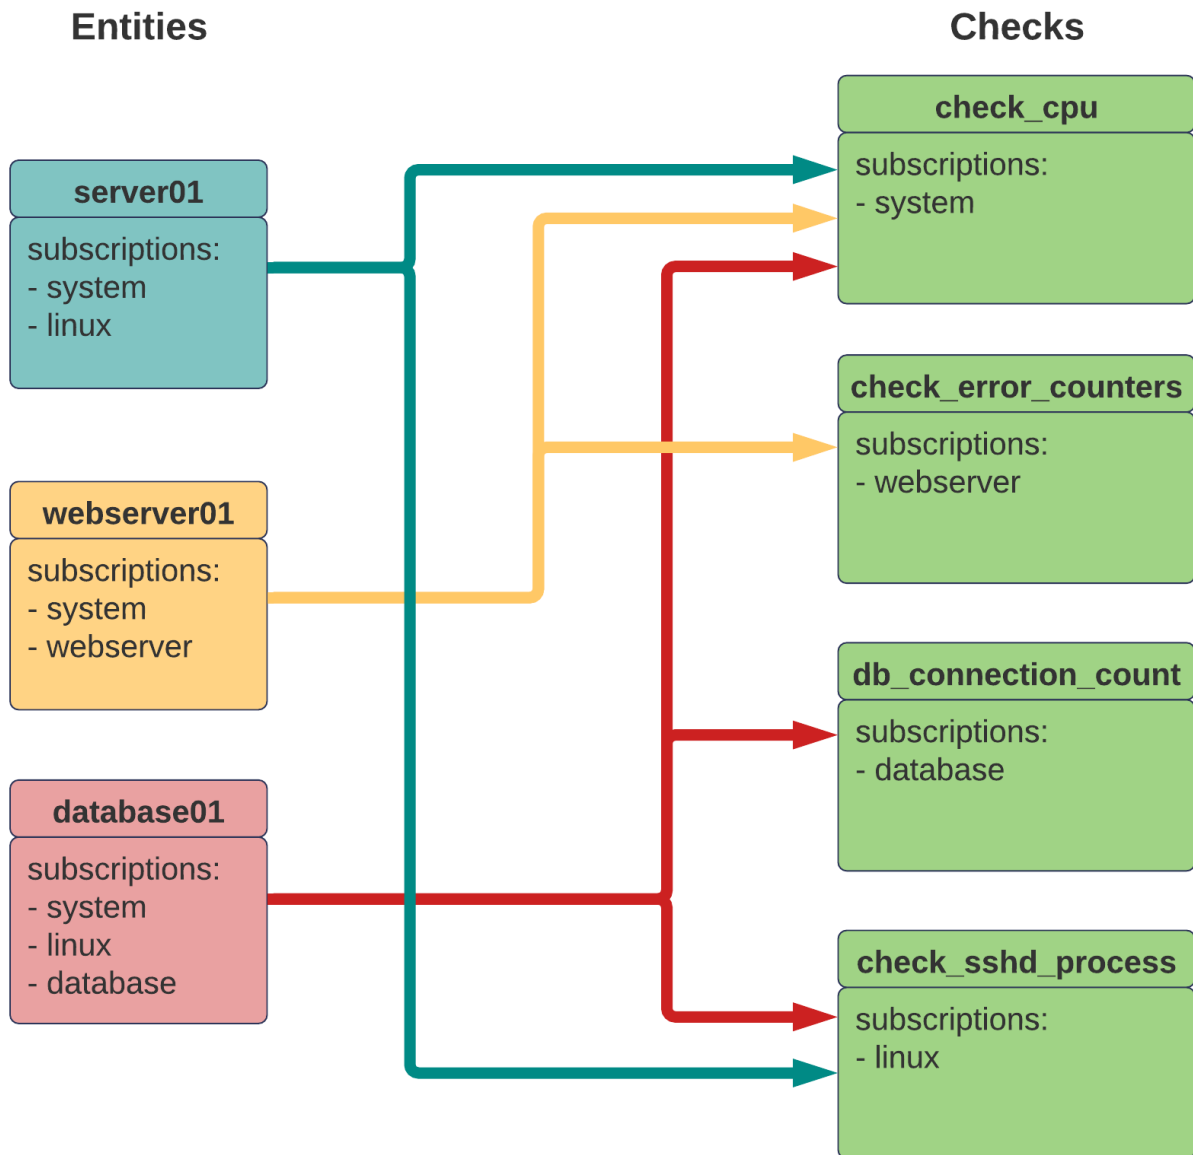 Entities
Checks
server01
subscriptions:
- system
- linux
webserver01
subscriptions:
- system
- webserver
database01
subscriptions:
- system
- linux
- database
check_cpu
subscriptions:
- system
check_error_counters
subscriptions:
- webserver
db_connection_count
subscriptions:
- database
check_sshd_process
subscriptions:
- linux